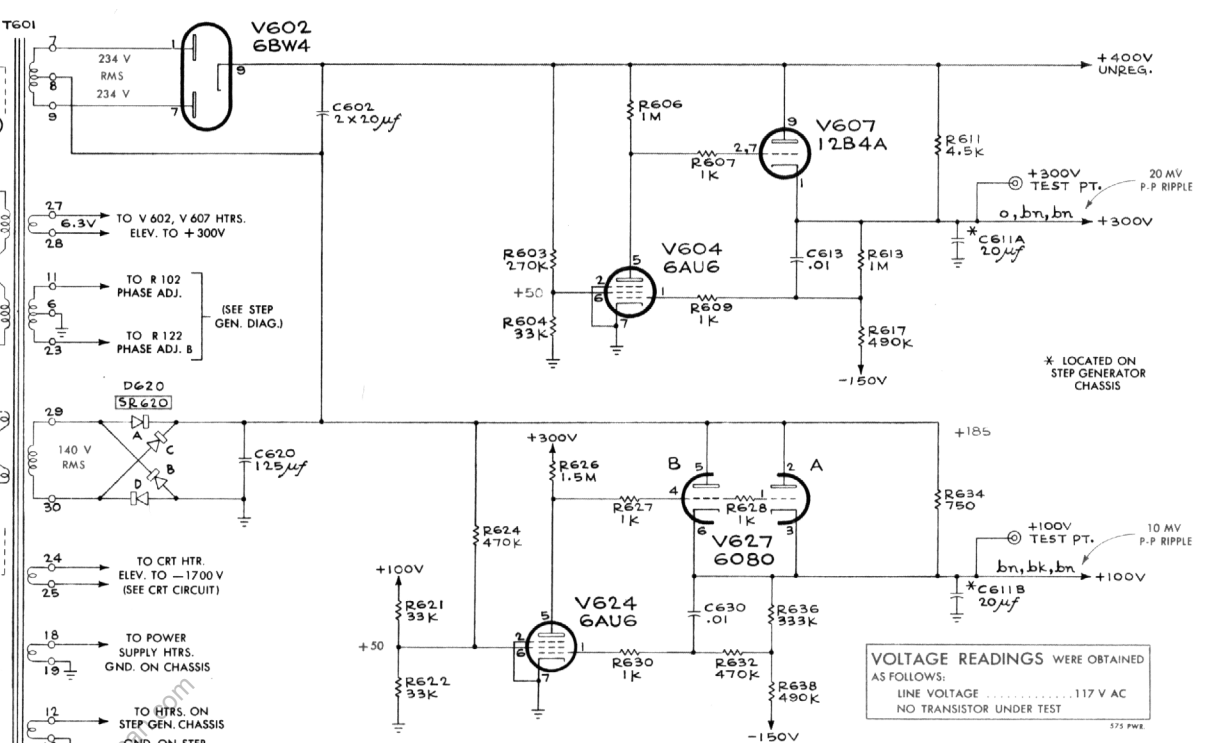 T601
7
234 V
RMS
8
234 V
9
1
7
9
V602
6BW4
C602
2×20μf
R606
1M
2,7
R607
1K
9
1
V607
12B4A
+400V
UNREG.
R611
4.5K
+300V
TEST PT.
20 MV
P-P RIPPLE
o,bn,bn
+300V
* C611A
20μf
27
6.3V
28
TO V 602, V 607 HTRS.
ELEV. TO +300V
R603
270K
+50
R604
33K
V604
6AU6
5
2
6
1
7
R609
1K
C613
.01
R613
1M
R617
490K
-150V
* LOCATED ON
STEP GENERATOR
CHASSIS
11
6
23
TO R 102
PHASE ADJ.
TO R 122
PHASE ADJ. B
(SEE STEP
GEN. DIAG.)
D620
SR620
29
140 V
RMS
30
A
C
B
D
C620
125μf
+300V
R626
1.5M
R624
470K
R627
1K
B
5
4
6
R628
1K
1
A
2
3
V627
6080
+185
R634
750
+100V
TEST PT.
10 MV
P-P RIPPLE
bn,bk,bn
+100V
* C611B
20μf
24
25
TO CRT HTR.
ELEV. TO —1700 V
(SEE CRT CIRCUIT)
+100V
R621
33K
+50
R622
33K
V624
6AU6
5
2
6
1
7
R630
1K
C630
.01
R632
470K
R636
333K
R638
490K
-150V
18
19
TO POWER
SUPPLY HTRS.
GND. ON CHASSIS
12
TO HTRS. ON
STEP GEN. CHASSIS
GND. ON STEP
VOLTAGE READINGS WERE OBTAINED
AS FOLLOWS:
LINE VOLTAGE .............117 V AC
NO TRANSISTOR UNDER TEST
575 PWR.